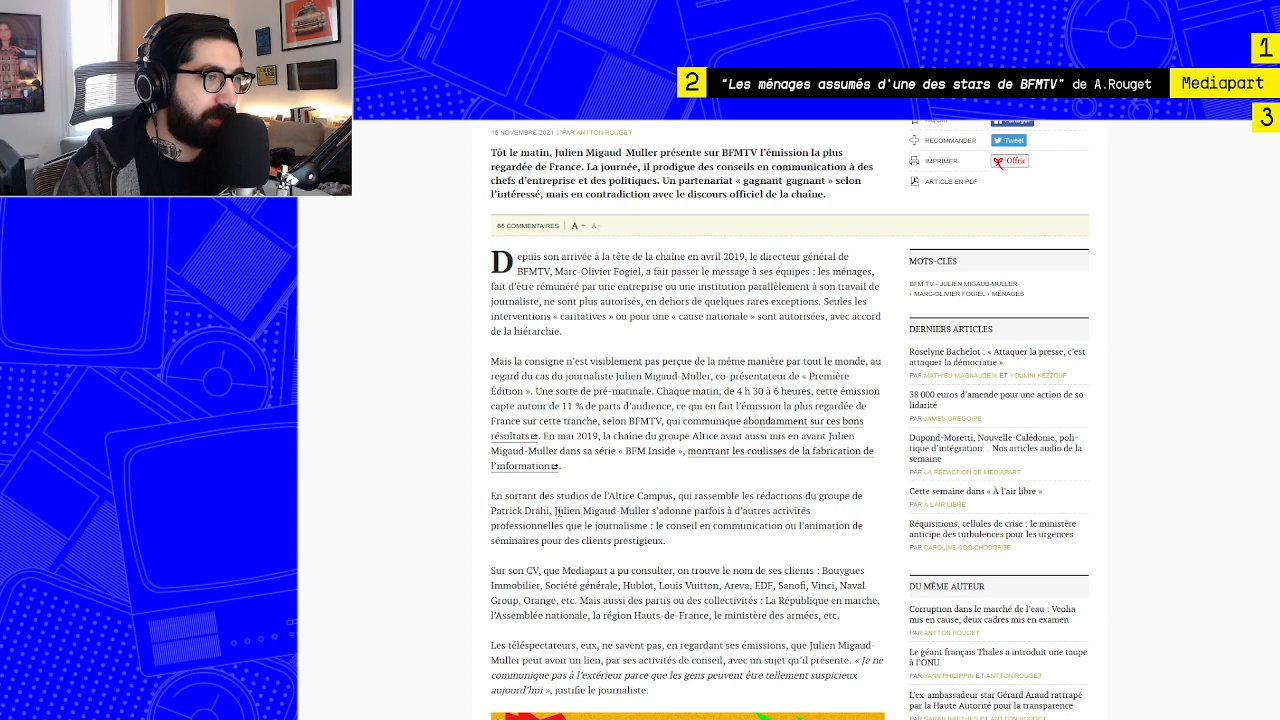 1
2 "Les ménages assumés d'une des stars de BFMTV" de A.Rouget Mediapart
3
16 NOVEMBRE 2021 | PAR ANTTON ROUGET
Tôt le matin, Julien Migaud-Muller présente sur BFMTV l'émission la plus
regardée de France. La journée, il prodigue des conseils en communication à des
chefs d'entreprise et des politiques. Un partenariat « gagnant-gagnant » selon
l'intéressé, mais en contradiction avec le discours officiel de la chaîne.
RECOMMANDER Tweet
IMPRIMER Offrir
ARTICLE EN PDF
65 COMMENTAIRES | A + A -
Depuis son arrivée à la tête de la chaîne en avril 2019, le directeur général de
BFMTV, Marc-Olivier Fogiel, a fait passer le message à ses équipes : les ménages,
fait d'être rémunéré par une entreprise ou une institution parallèlement à son travail de
journaliste, ne sont plus autorisés, en dehors de quelques rares exceptions. Seules les
interventions « caritatives » ou pour une « cause nationale » sont autorisées, avec accord
de la hiérarchie.
Mais la consigne n'est visiblement pas perçue de la même manière par tout le monde, au
regard du cas du journaliste Julien Migaud-Muller, co-présentateur de « Première
Édition ». Une sorte de pré-matinale. Chaque matin, de 4 h 30 à 6 heures, cette émission
capte autour de 11 % de parts d'audience, ce qui en fait l'émission la plus regardée de
France sur cette tranche, selon BFMTV, qui communique abondamment sur ces bons
résultats. En mai 2019, la chaîne du groupe Altice avait aussi mis en avant Julien
Migaud-Muller dans sa série « BFM Inside », montrant les coulisses de la fabrication de
l'information.
En sortant des studios de l'Altice Campus, qui rassemble les rédactions du groupe de
Patrick Drahi, Julien Migaud-Muller s'adonne parfois à d'autres activités
professionnelles que le journalisme : le conseil en communication ou l'animation de
séminaires pour des clients prestigieux.
Sur son CV, que Mediapart a pu consulter, on trouve le nom de ses clients : Bouygues
Immobilier, Société générale, Hublot, Louis Vuitton, Areva, EDF, Sanofi, Vinci, Naval
Group, Orange, etc. Mais aussi des partis ou des collectivités : La République en marche,
l'Assemblée nationale, la région Hauts-de-France, le ministère des armées, etc.
Les téléspectateurs, eux, ne savent pas, en regardant ses émissions, que Julien Migaud-
Muller peut avoir un lien, par ses activités de conseil, avec un sujet qu'il présente. « Je ne
communique pas à l'extérieur parce que les gens peuvent être tellement suspicieux
aujourd'hui », justifie le journaliste.
MOTS-CLÉS
BFM TV • JULIEN MIGAUD-MULLER
• MARC-OLIVIER FOGIEL • MÉNAGES
DERNIERS ARTICLES
Roselyne Bachelot : « Attaquer la presse, c'est
attaquer la démocratie »
PAR MATHIEU MAGNAUDEIX ET YOUMNI KEZZOUF
38 000 euros d'amende pour une action de so-
lidarité
PAR JAMES GREGOIRE
Dupond-Moretti, Nouvelle-Calédonie, poli-
tique d'intégration… Nos articles audio de la
semaine
PAR LA RÉDACTION DE MEDIAPART
Cette semaine dans « À l'air libre »
PAR À L'AIR LIBRE
Réquisitions, cellules de crise : le ministère
anticipe des turbulences pour les urgences
PAR CAROLINE COQ-CHODORGE
DU MÊME AUTEUR
Corruption dans le marché de l'eau : Veolia
mis en cause, deux cadres mis en examen
PAR ANTTON ROUGET
Le géant français Thales a introduit une taupe
à l'ONU
PAR YANN PHILIPPIN ET ANTTON ROUGET
L'ex-ambassadeur star Gérard Araud rattrapé
par la Haute Autorité pour la transparence
PAR SARAH BRETHES ET ANTTON ROUGET